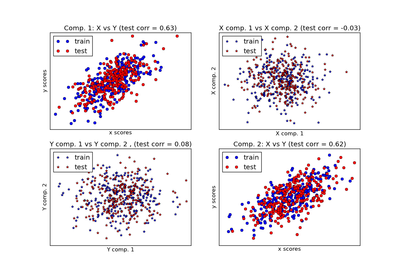 Comp. 1: X vs Y (test corr = 0.63)
train
test
y scores
x scores
X comp. 1 vs X comp. 2 (test corr = -0.03)
train
test
X comp. 2
X comp. 1
Y comp. 1 vs Y comp. 2 , (test corr = 0.08)
train
test
Y comp. 2
Y comp. 1
Comp. 2: X vs Y (test corr = 0.62)
train
test
y scores
x scores